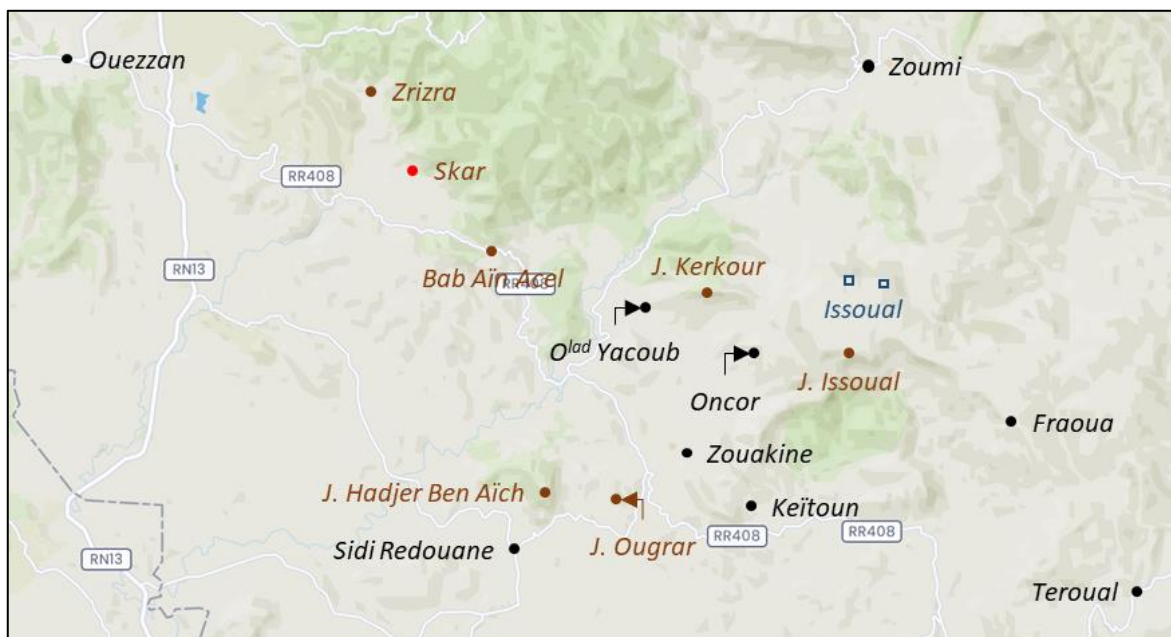 Ouezzan
Zoumi
Zrizra
Skar
RR408
Bab Aïn Acel
RR408
RN13
J. Kerkour
Issoual
O^lad Yacoub
J. Issoual
Oncor
Fraoua
Zouakine
J. Hadjer Ben Aïch
Keïtoun
RR408
RR408
Sidi Redouane
J. Ougrar
RN13
Teroual